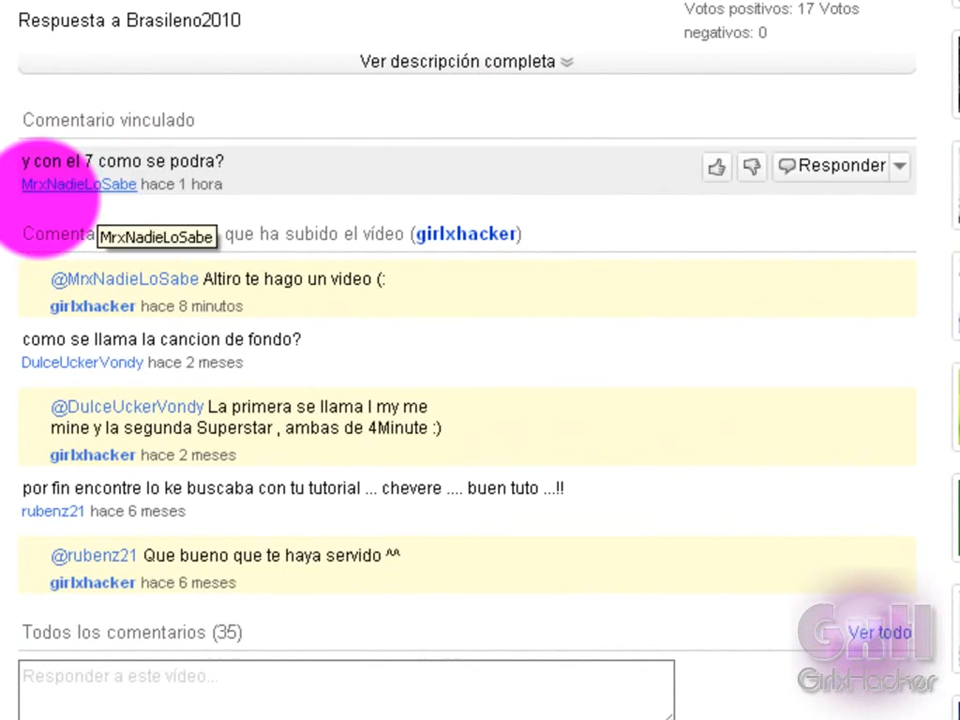 Respuesta a Brasileno2010
Votos positivos: 17 Votos
negativos: 0
Ver descripción completa
Comentario vinculado
y con el 7 como se podra?
MrxNadieLoSabe hace 1 hora
Responder
Comenta
MrxNadieLoSabe
que ha subido el vídeo (girlxhacker)
@MrxNadieLoSabe Altiro te hago un video (:
girlxhacker hace 8 minutos
como se llama la cancion de fondo?
DulceUckerVondy hace 2 meses
@DulceUckerVondy La primera se llama I my me
mine y la segunda Superstar , ambas de 4Minute :)
girlxhacker hace 2 meses
por fin encontre lo ke buscaba con tu tutorial ... chevere .... buen tuto ...!!
rubenz21 hace 6 meses
@rubenz21 Que bueno que te haya servido ^^
girlxhacker hace 6 meses
Todos los comentarios (35)
Ver todo
Responder a este vídeo...
GxH
GirlxHacker